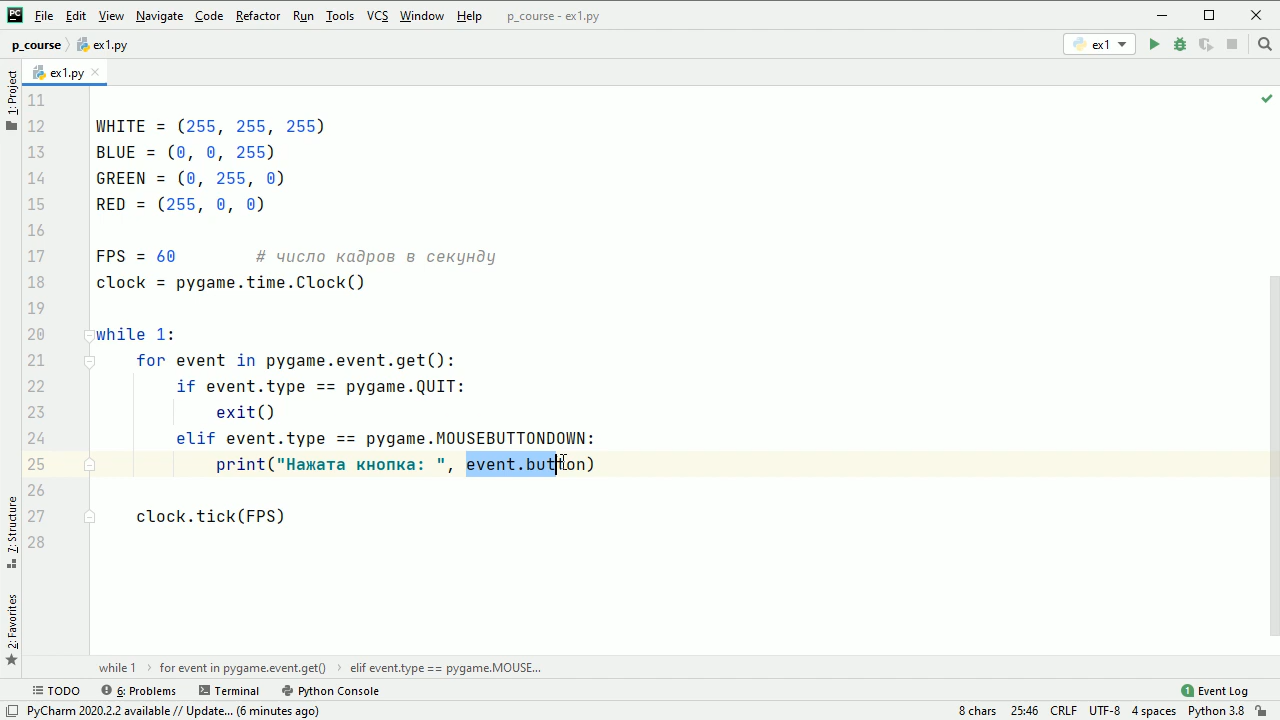 File Edit View Navigate Code Refactor Run Tools VCS Window Help p_course - ex1.py
p_course ex1.py ex1
1: Project
ex1.py
11
12 WHITE = (255, 255, 255)
13 BLUE = (0, 0, 255)
14 GREEN = (0, 255, 0)
15 RED = (255, 0, 0)
16
17 FPS = 60 # число кадров в секунду
18 clock = pygame.time.Clock()
19
20 while 1:
21 for event in pygame.event.get():
22 if event.type == pygame.QUIT:
23 exit()
24 elif event.type == pygame.MOUSEBUTTONDOWN:
25 print("Нажата кнопка: ", event.button)
26
27 clock.tick(FPS)
28
7: Structure
2: Favorites
while 1 for event in pygame.event.get() elif event.type == pygame.MOUSE...
TODO 6: Problems Terminal Python Console 1 Event Log
PyCharm 2020.2.2 available // Update... (6 minutes ago) 8 chars 25:46 CRLF UTF-8 4 spaces Python 3.8